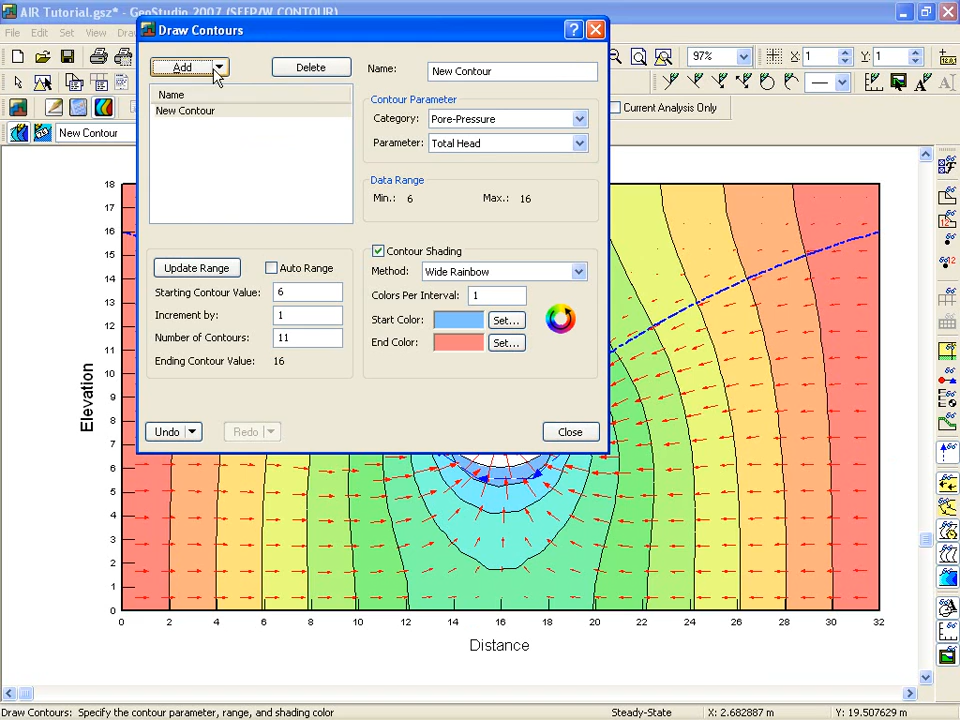 AIR Tutorial.gsz* - GeoStudio 2007 (SEEP/W CONTOUR)
File Edit Set View Draw
Draw Contours
97% X: 1 Y: 1
Current Analysis Only
New Contour
Add Delete
Name
New Contour
Name: New Contour
Contour Parameter
Category: Pore-Pressure
Parameter: Total Head
Data Range
Min.: 6 Max.: 16
Update Range Auto Range
Starting Contour Value: 6
Increment by: 1
Number of Contours: 11
Ending Contour Value: 16
Contour Shading
Method: Wide Rainbow
Colors Per Interval: 1
Start Color: Set...
End Color: Set...
Undo Redo Close
18
17
16
15
14
13
12
11
10
9
8
7
6
5
4
3
2
1
0
Elevation
0 2 4 6 8 10 12 14 16 18 20 22 24 26 28 30 32
Distance
Draw Contours: Specify the contour parameter, range, and shading color Steady-State X: 2.682887 m Y: 19.507629 m